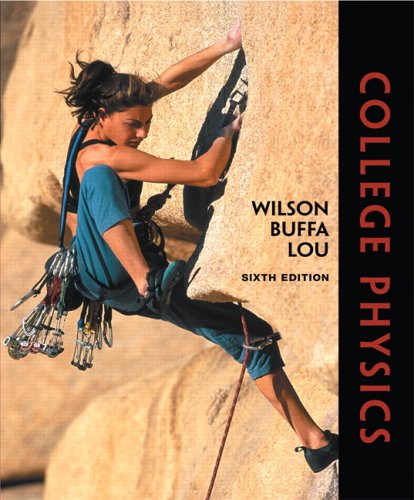 WILSON
BUFFA
LOU
SIXTH EDITION
COLLEGE PHYSICS